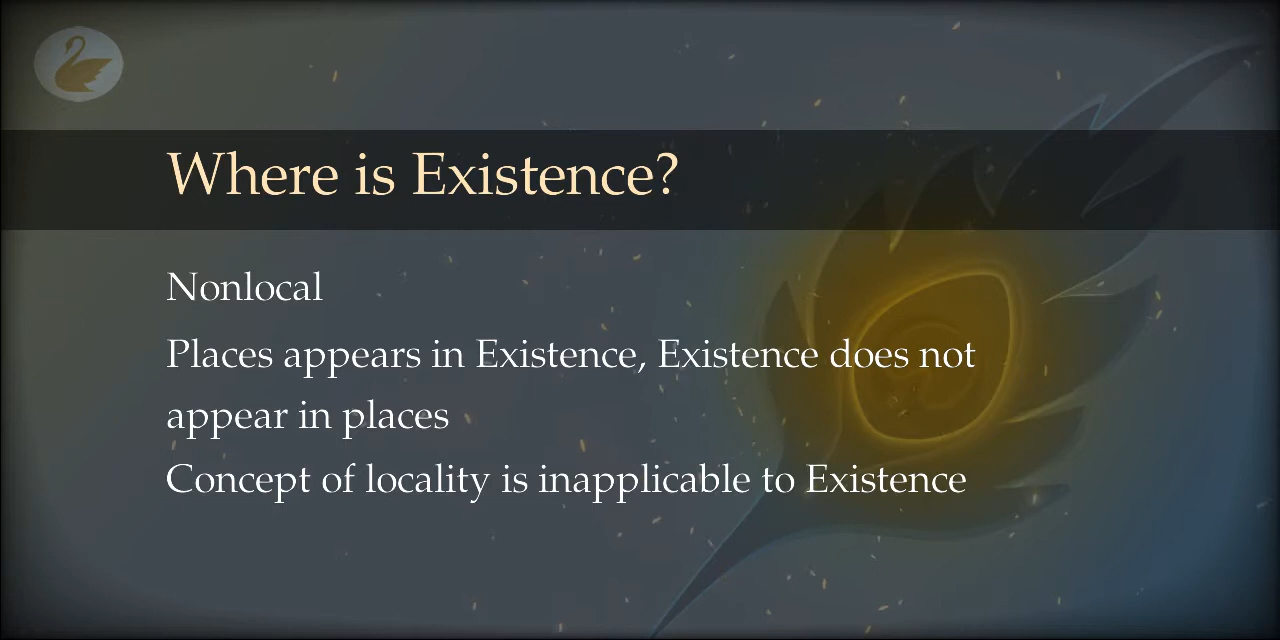 Where is Existence?
Nonlocal
Places appears in Existence, Existence does not
appear in places
Concept of locality is inapplicable to Existence